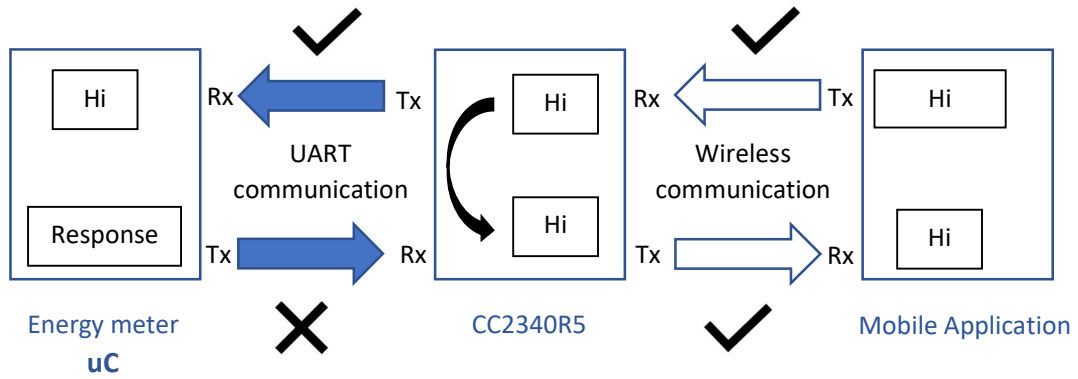 Hi
Rx
Tx
Hi
Rx
Tx
Hi
UART
communication
Wireless
communication
Response
Tx
Rx
Hi
Tx
Rx
Hi
Energy meter
uC
CC2340R5
Mobile Application